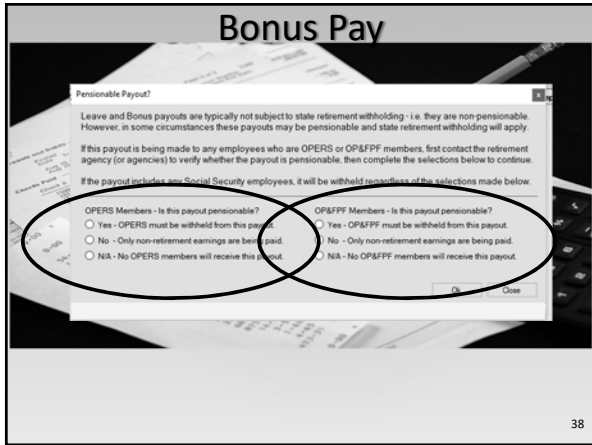 Bonus Pay
Pensionable Payout?
x
Leave and Bonus payouts are typically not subject to state retirement withholding - i.e. they are non-pensionable.
However, in some circumstances these payouts may be pensionable and state retirement withholding will apply.
If this payout is being made to any employees who are OPERS or OP&FPF members, first contact the retirement
agency (or agencies) to verify whether the payout is pensionable, then complete the selections below to continue.
If the payout includes any Social Security employees, it will be withheld regardless of the selections made below.
OPERS Members - Is this payout pensionable?
Yes - OPERS must be withheld from this payout.
No - Only non-retirement earnings are being paid.
N/A - No OPERS members will receive this payout.
OP&FPF Members - Is this payout pensionable?
Yes - OP&FPF must be withheld from this payout.
No - Only non-retirement earnings are being paid.
N/A - No OP&FPF members will receive this payout.
Ok Close
38